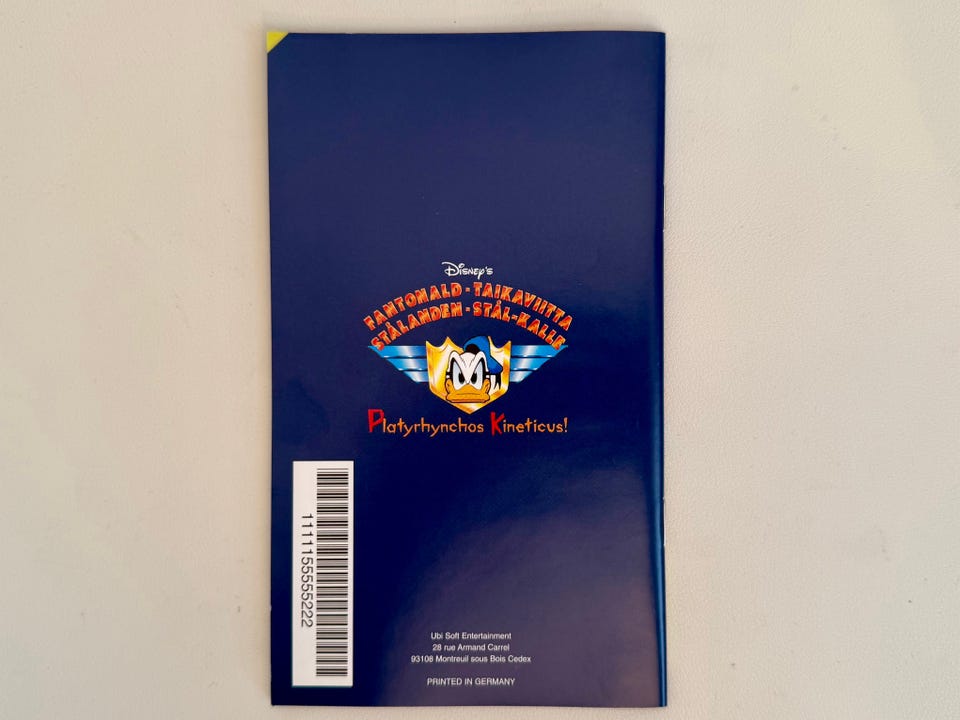 Disney's
FANTONALD - TAIKAVIITTA
STÅLANDEN - STÅL-KALLE
Platyrhynchos Kineticus!
1111155555222
Ubi Soft Entertainment
28 rue Armand Carrel
93108 Montreuil sous Bois Cedex
PRINTED IN GERMANY